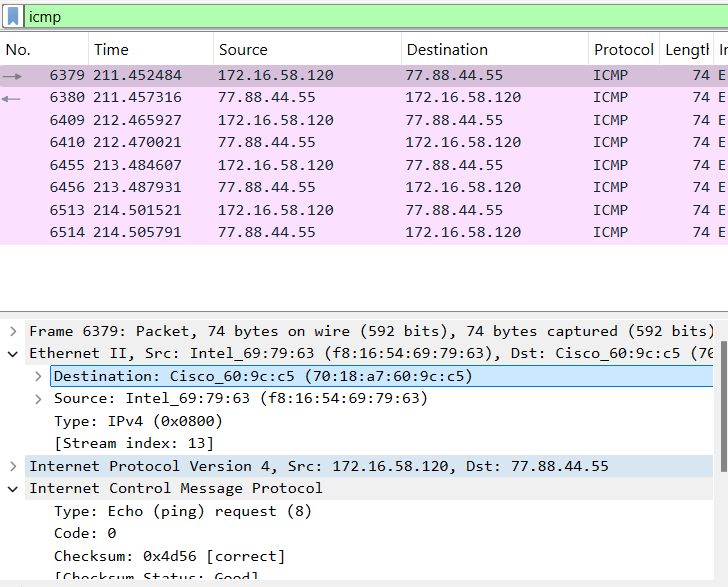 icmp
No. Time Source Destination Protocol Length
6379 211.452484 172.16.58.120 77.88.44.55 ICMP 74 E
6380 211.457316 77.88.44.55 172.16.58.120 ICMP 74 E
6409 212.465927 172.16.58.120 77.88.44.55 ICMP 74 E
6410 212.470021 77.88.44.55 172.16.58.120 ICMP 74 E
6455 213.484607 172.16.58.120 77.88.44.55 ICMP 74 E
6456 213.487931 77.88.44.55 172.16.58.120 ICMP 74 E
6513 214.501521 172.16.58.120 77.88.44.55 ICMP 74 E
6514 214.505791 77.88.44.55 172.16.58.120 ICMP 74 E
Frame 6379: Packet, 74 bytes on wire (592 bits), 74 bytes captured (592 bits)
Ethernet II, Src: Intel_69:79:63 (f8:16:54:69:79:63), Dst: Cisco_60:9c:c5 (70
Destination: Cisco_60:9c:c5 (70:18:a7:60:9c:c5)
Source: Intel_69:79:63 (f8:16:54:69:79:63)
Type: IPv4 (0x0800)
[Stream index: 13]
Internet Protocol Version 4, Src: 172.16.58.120, Dst: 77.88.44.55
Internet Control Message Protocol
Type: Echo (ping) request (8)
Code: 0
Checksum: 0x4d56 [correct]
[Checksum Status: Good]